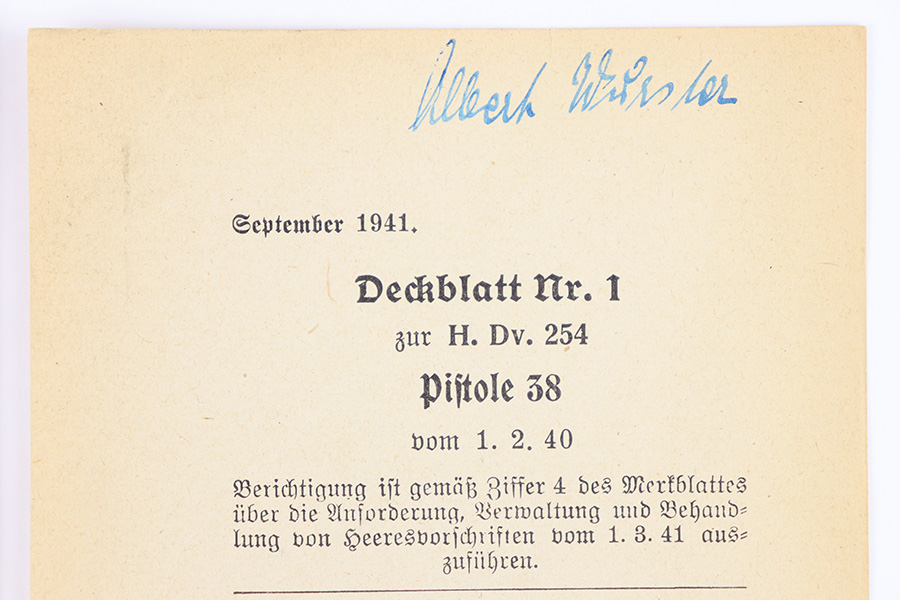 Albert Wurster
September 1941.
Deckblatt Nr. 1
zur H. Dv. 254
Pistole 38
vom 1. 2. 40
Berichtigung ist gemäß Ziffer 4 des Merkblattes
über die Anforderung, Verwaltung und Behand-
lung von Heeresvorschriften vom 1. 3. 41 aus-
zuführen.